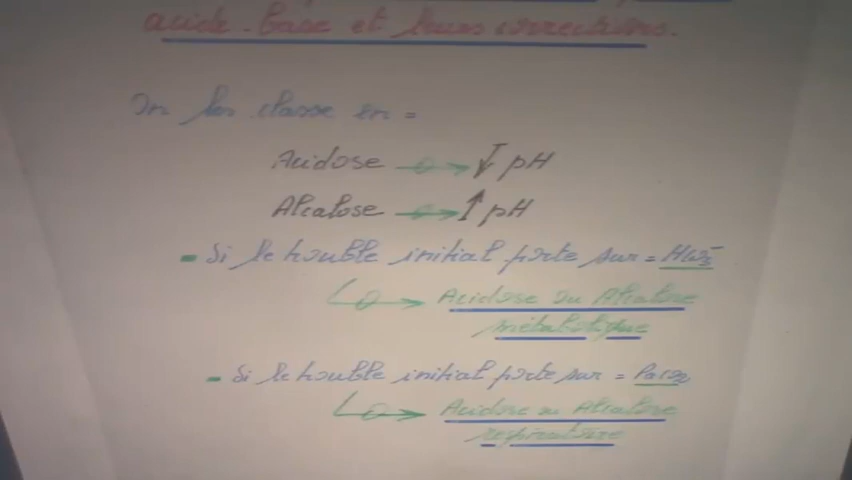 acide-base et leurs corrections.
On les classe en =
Acidose → ↓ pH
Alcalose → ↑ pH
- Si le trouble initial porte sur = HCO3-
↳ Acidose ou Alcalose
métabolique
- Si le trouble initial porte sur = PaCO2
↳ Acidose ou Alcalose
respiratoire